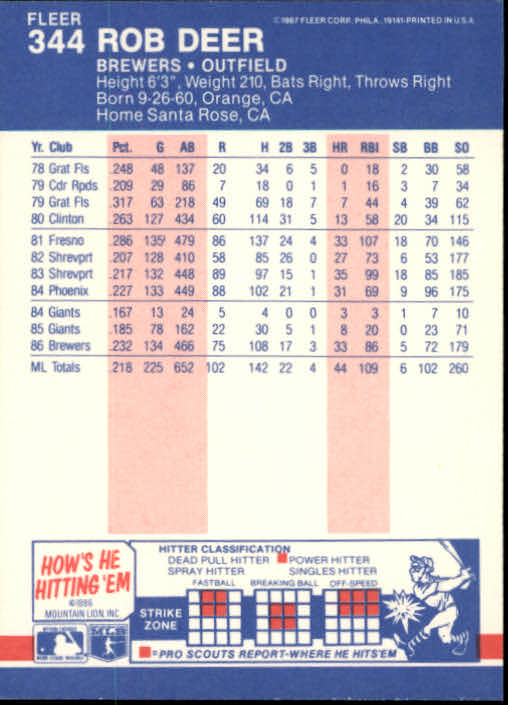 FLEER
©1987 FLEER CORP. PHILA. 19141-PRINTED IN U.S.A.
344 ROB DEER
BREWERS • OUTFIELD
Height 6'3", Weight 210, Bats Right, Throws Right
Born 9-26-60, Orange, CA
Home Santa Rose, CA
Yr. Club Pct. G AB R H 2B 3B HR RBI SB BB SO
78 Grat Fls .248 48 137 20 34 6 5 0 18 2 30 58
79 Cdr Rpds .209 29 86 7 18 0 1 1 16 3 7 34
79 Grat Fls .317 63 218 49 69 18 7 7 44 4 39 62
80 Clinton .263 127 434 60 114 31 5 13 58 20 34 115
81 Fresno .286 135 479 86 137 24 4 33 107 18 70 146
82 Shrevprt .207 128 410 58 85 26 0 27 73 6 53 177
83 Shrevprt .217 132 448 89 97 15 1 35 99 18 85 185
84 Phoenix .227 133 449 88 102 21 1 31 69 9 96 175
84 Giants .167 13 24 5 4 0 0 3 3 1 7 10
85 Giants .185 78 162 22 30 5 1 8 20 0 23 71
86 Brewers .232 134 466 75 108 17 3 33 86 5 72 179
ML Totals .218 225 652 102 142 22 4 44 109 6 102 260
HOW'S HE
HITTING 'EM
©1986
MOUNTAIN LION, INC
HITTER CLASSIFICATION
DEAD PULL HITTER POWER HITTER
SPRAY HITTER SINGLES HITTER
FASTBALL BREAKING BALL OFF-SPEED
STRIKE
ZONE
=PRO SCOUTS REPORT-WHERE HE HITS'EM